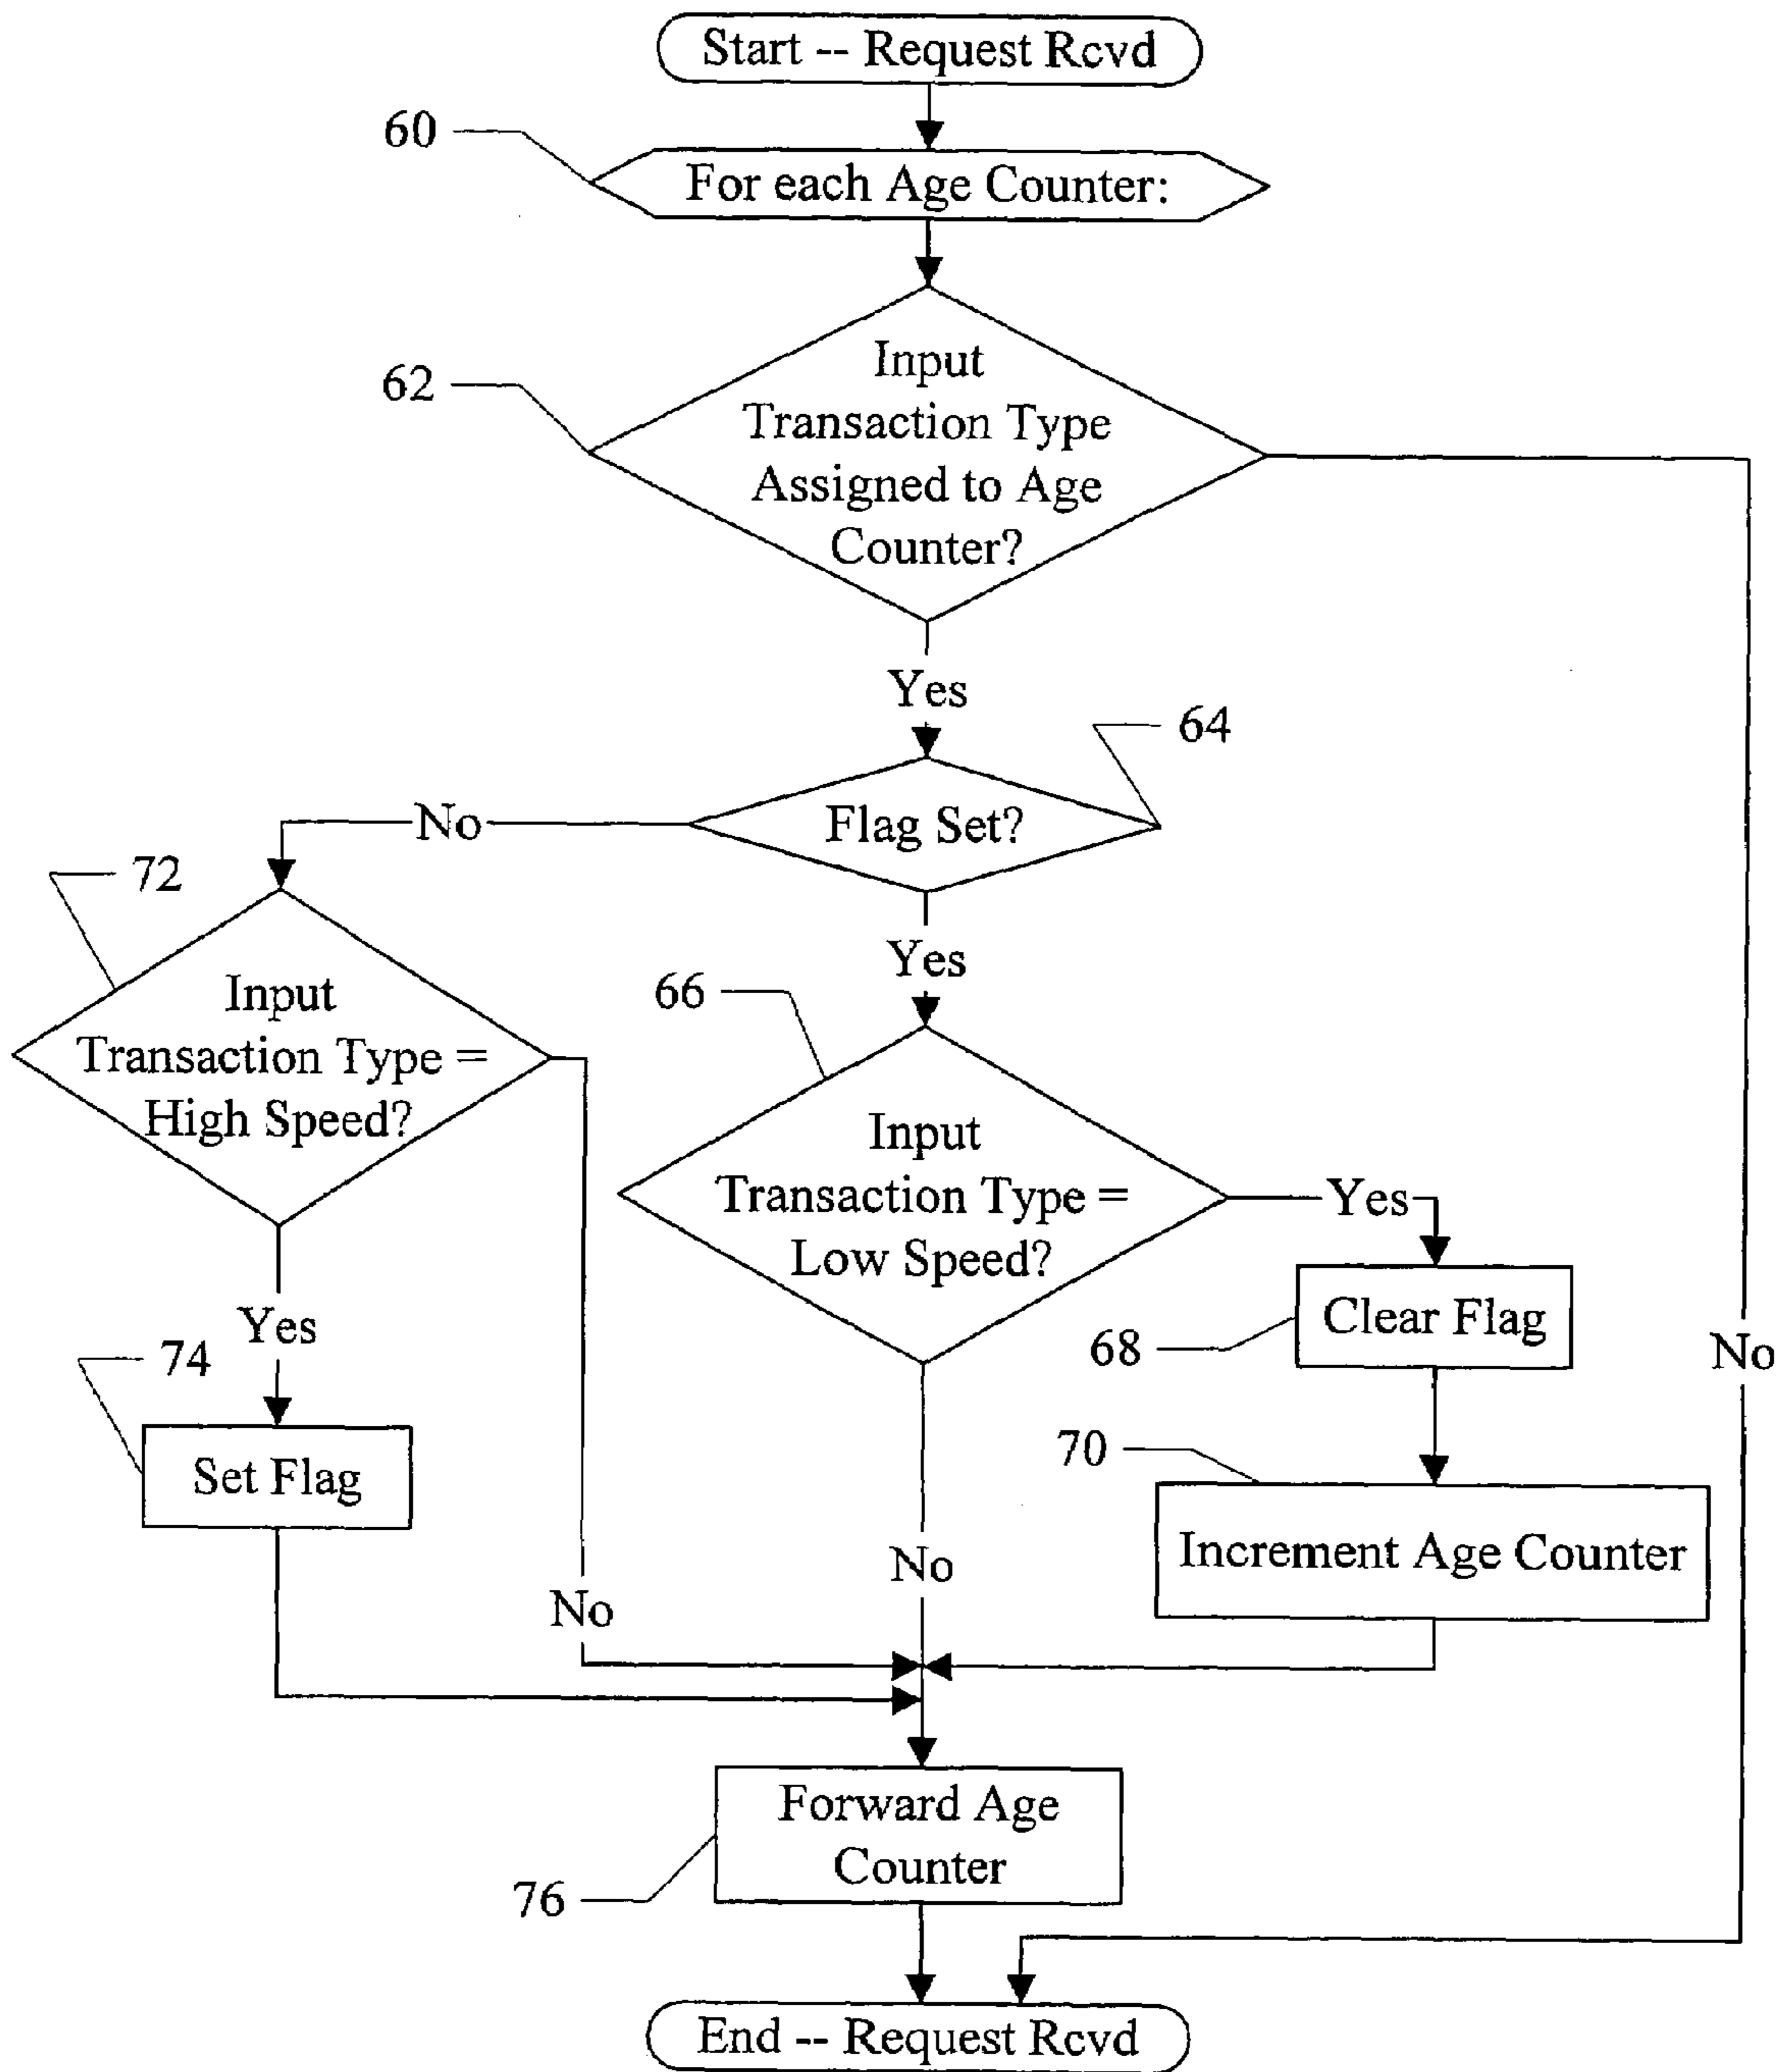 Start -- Request Rcvd
60
For each Age Counter:
62
Input
Transaction Type
Assigned to Age
Counter?
Yes
64
No
Flag Set?
72
Yes
66
Input
Transaction Type =
High Speed?
Input
Transaction Type =
Low Speed?
Yes
Clear Flag
68
Yes
No
74
70
Set Flag
Increment Age Counter
No
No
Forward Age
Counter
76
End -- Request Rcvd